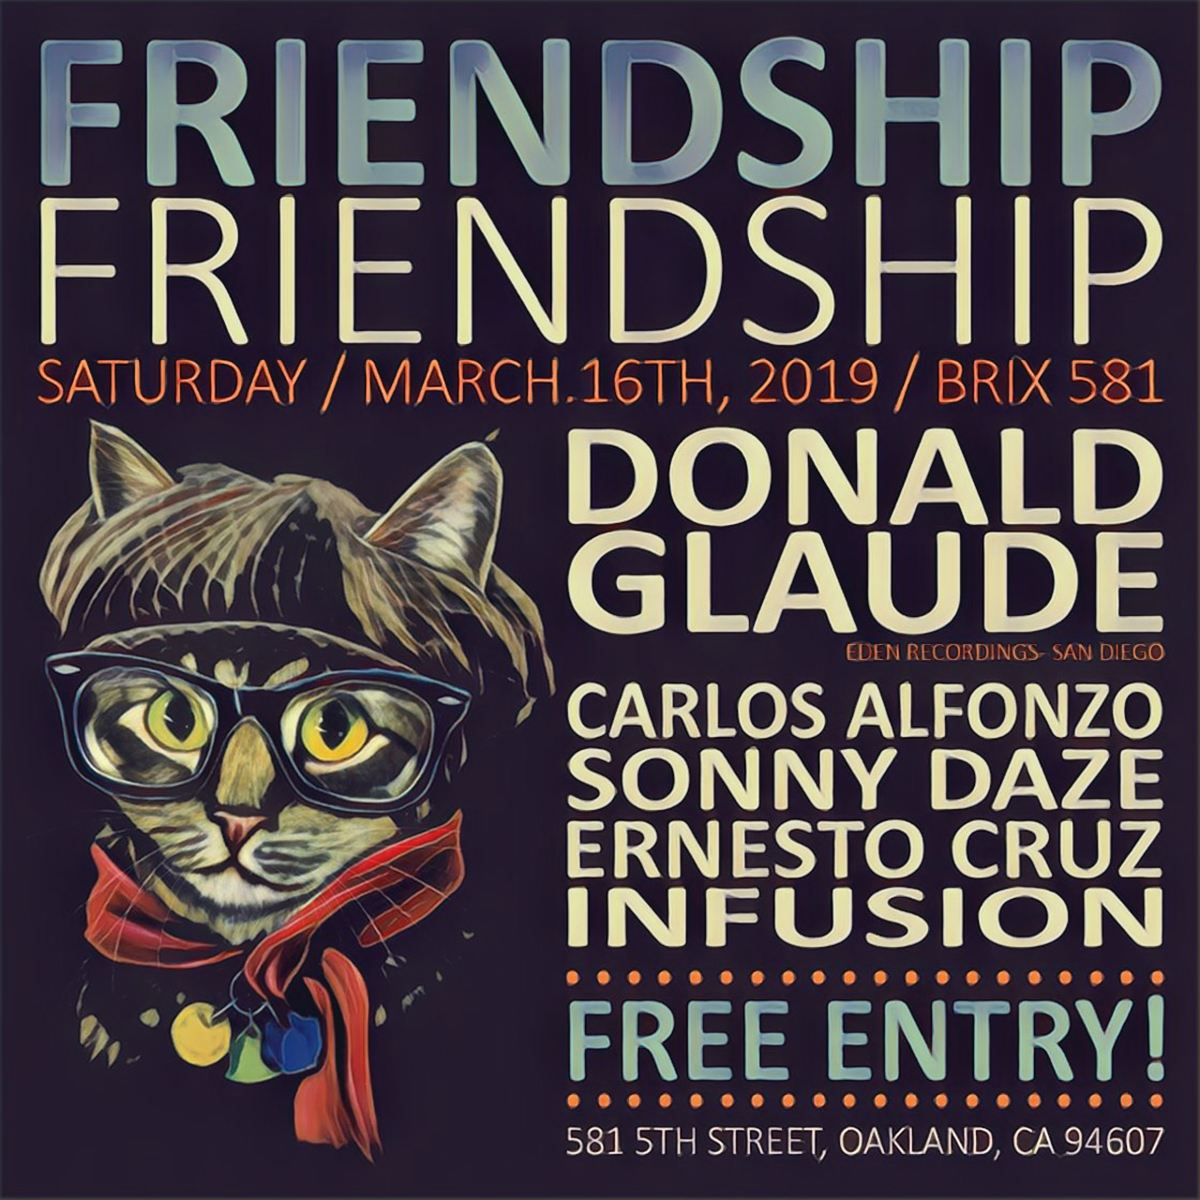 FRIENDSHIP
FRIENDSHIP
SATURDAY / MARCH.16TH, 2019 / BRIX 581
DONALD
GLAUDE
EDEN RECORDINGS- SAN DIEGO
CARLOS ALFONZO
SONNY DAZE
ERNESTO CRUZ
INFUSION
FREE ENTRY!
581 5TH STREET, OAKLAND, CA 94607